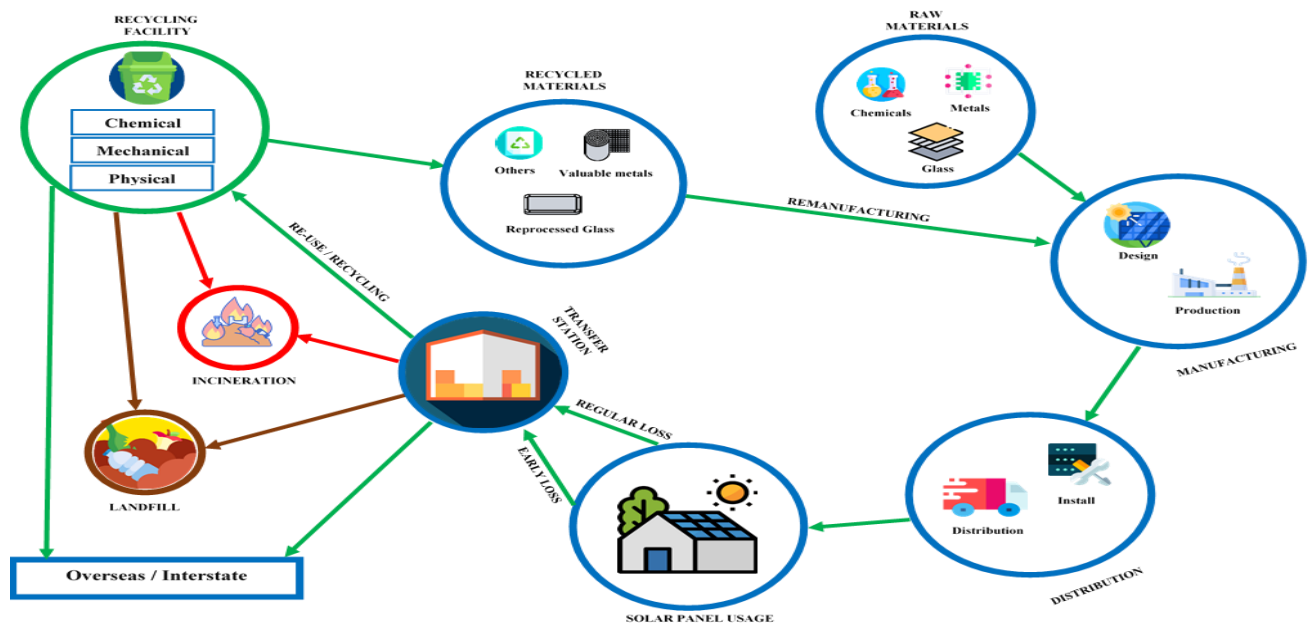 RECYCLING
FACILITY
Chemical
Mechanical
Physical
RECYCLED
MATERIALS
Others
Valuable metals
Reprocessed Glass
RAW
MATERIALS
Chemicals
Metals
Glass
REMANUFACTURING
Design
Production
MANUFACTURING
RE-USE / RECYCLING
TRANSFER
STATION
INCINERATION
REGULAR LOSS
EARLY LOSS
LANDFILL
Install
Distribution
DISTRIBUTION
Overseas / Interstate
SOLAR PANEL USAGE